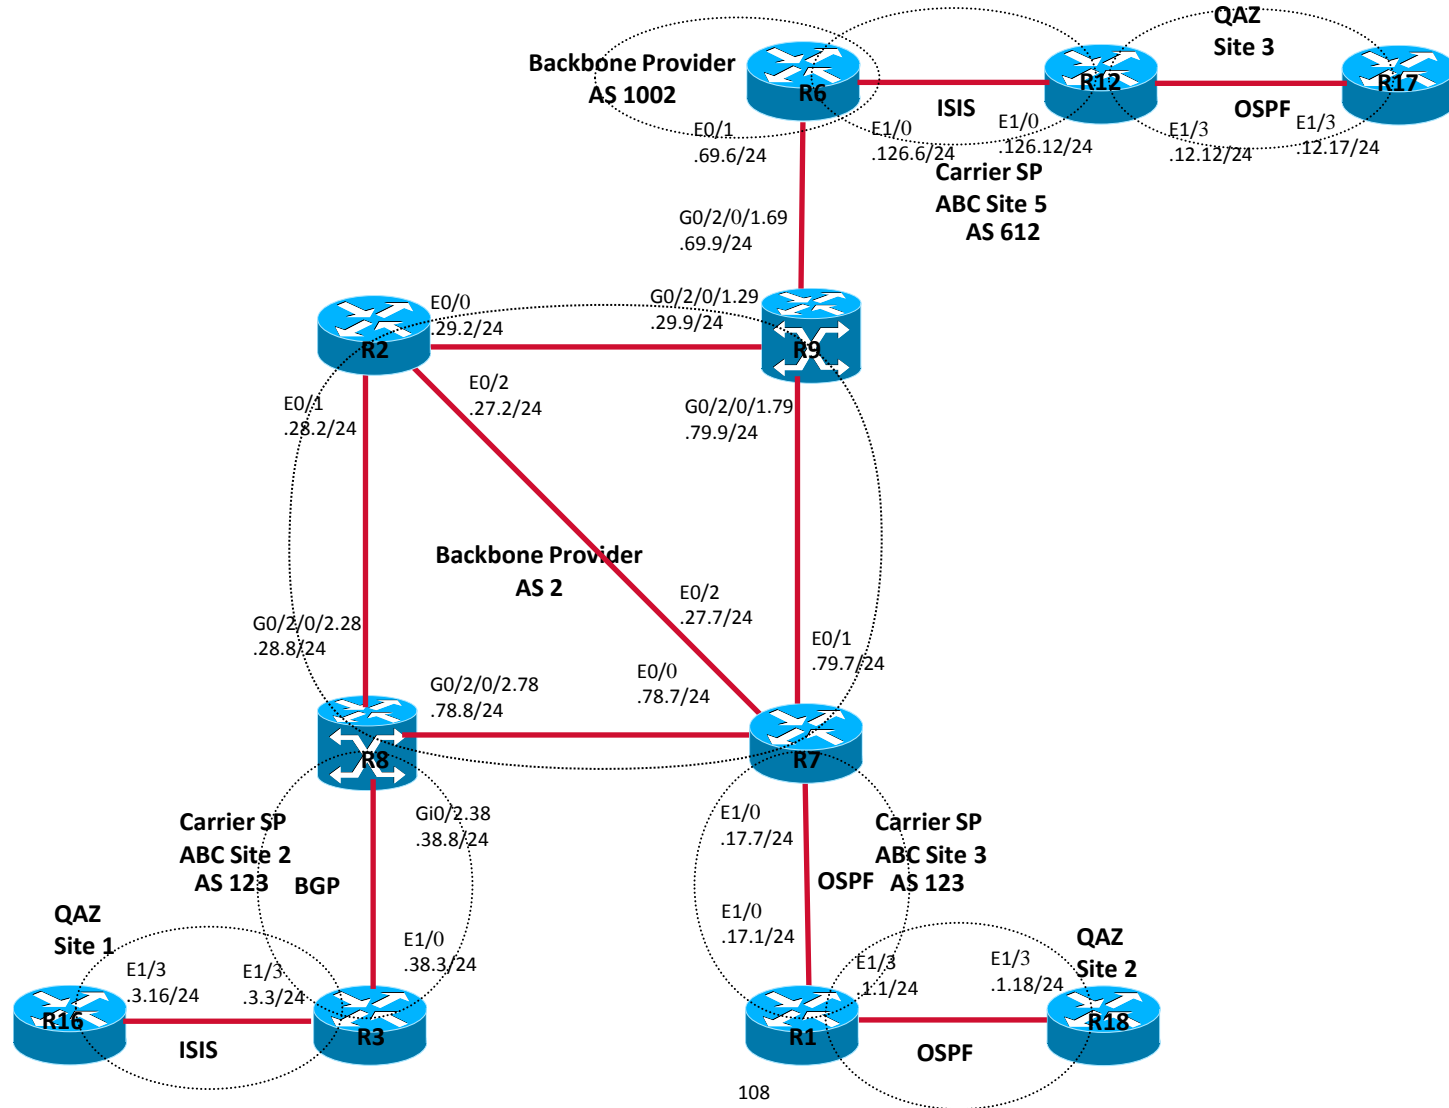 QAZ
Site 3
Backbone Provider
AS 1002
R6
R12
R17
ISIS
OSPF
E0/1
.69.6/24
E1/0
.126.6/24
E1/0
.126.12/24
E1/3
.12.12/24
E1/3
.12.17/24
Carrier SP
ABC Site 5
AS 612
G0/2/0/1.69
.69.9/24
E0/0
.29.2/24
G0/2/0/1.29
.29.9/24
R2
R9
E0/1
.28.2/24
E0/2
.27.2/24
G0/2/0/1.79
.79.9/24
Backbone Provider
AS 2
E0/2
.27.7/24
G0/2/0/2.28
.28.8/24
E0/1
.79.7/24
G0/2/0/2.78
.78.8/24
E0/0
.78.7/24
R8
R7
Carrier SP
ABC Site 2
AS 123
BGP
Gi0/2.38
.38.8/24
E1/0
.17.7/24
Carrier SP
ABC Site 3
AS 123
OSPF
QAZ
Site 1
E1/0
.38.3/24
E1/0
.17.1/24
QAZ
Site 2
E1/3
.3.16/24
E1/3
.3.3/24
E1/3
.1.1/24
E1/3
.1.18/24
R16
R3
R1
R18
ISIS
OSPF
108